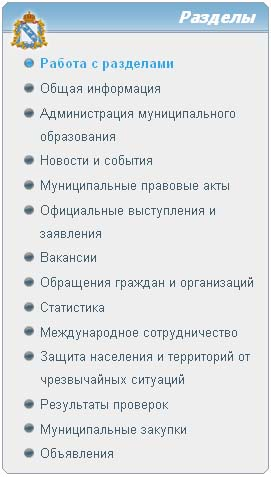 Разделы
Работа с разделами
Общая информация
Администрация муниципального
образования
Новости и события
Муниципальные правовые акты
Официальные выступления и
заявления
Вакансии
Обращения граждан и организаций
Статистика
Международное сотрудничество
Защита населения и территорий от
чрезвычайных ситуаций
Результаты проверок
Муниципальные закупки
Объявления